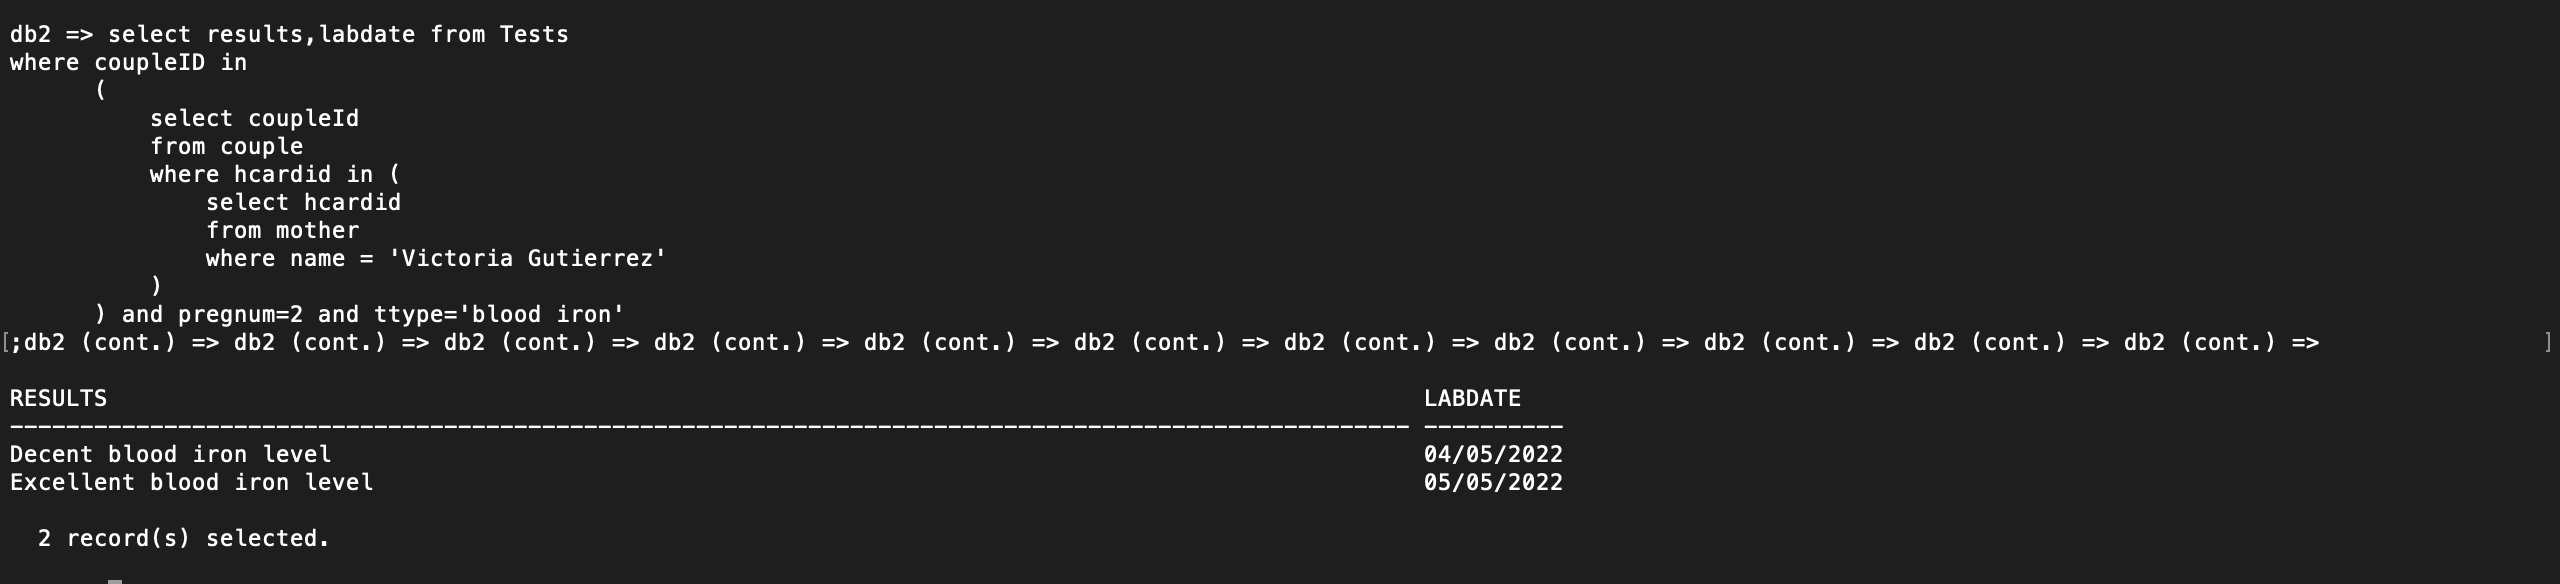 db2 => select results,labdate from Tests
where coupleID in
(
select coupleId
from couple
where hcardid in (
select hcardid
from mother
where name = 'Victoria Gutierrez'
)
) and pregnum=2 and ttype='blood iron'
[;db2 (cont.) => db2 (cont.) => db2 (cont.) => db2 (cont.) => db2 (cont.) => db2 (cont.) => db2 (cont.) => db2 (cont.) => db2 (cont.) => db2 (cont.) => db2 (cont.) => ]
RESULTS LABDATE
---------------------------------------------------------------------------------------------------- ----------
Decent blood iron level 04/05/2022
Excellent blood iron level 05/05/2022
2 record(s) selected.